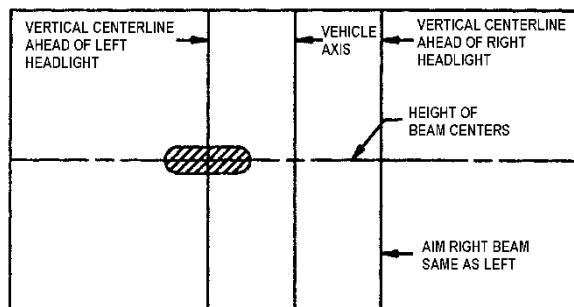 VERTICAL CENTERLINE
AHEAD OF LEFT
HEADLIGHT
VEHICLE
AXIS
VERTICAL CENTERLINE
AHEAD OF RIGHT
HEADLIGHT
HEIGHT OF
BEAM CENTERS
AIM RIGHT BEAM
SAME AS LEFT